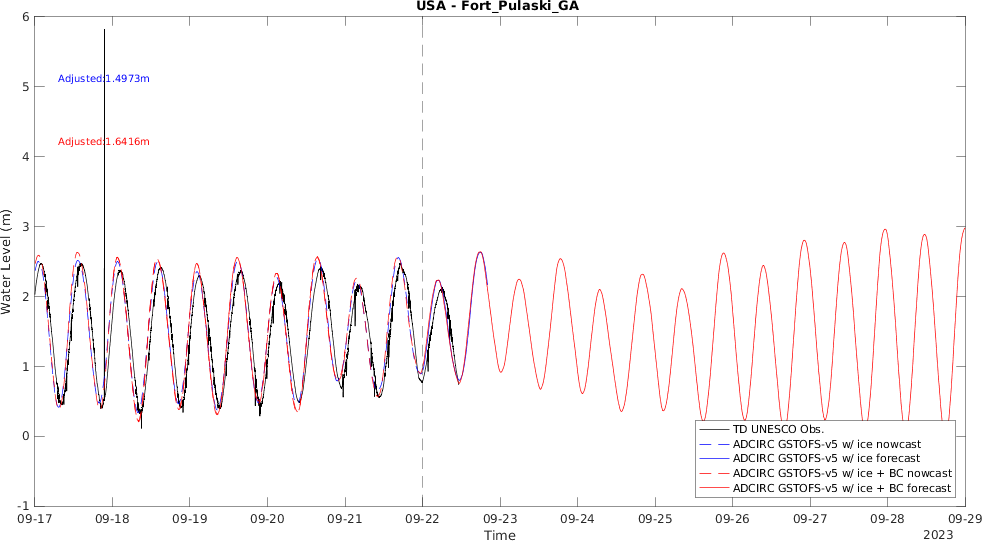 USA - Fort_Pulaski_GA
6
5
4
3
2
1
0
-1
Water Level (m)
Adjusted:1.4973m
Adjusted:1.6416m
TD UNESCO Obs.
ADCIRC GSTOFS-v5 w/ ice nowcast
ADCIRC GSTOFS-v5 w/ ice forecast
ADCIRC GSTOFS-v5 w/ ice + BC nowcast
ADCIRC GSTOFS-v5 w/ ice + BC forecast
09-17 09-18 09-19 09-20 09-21 09-22 09-23 09-24 09-25 09-26 09-27 09-28 09-29
Time
2023